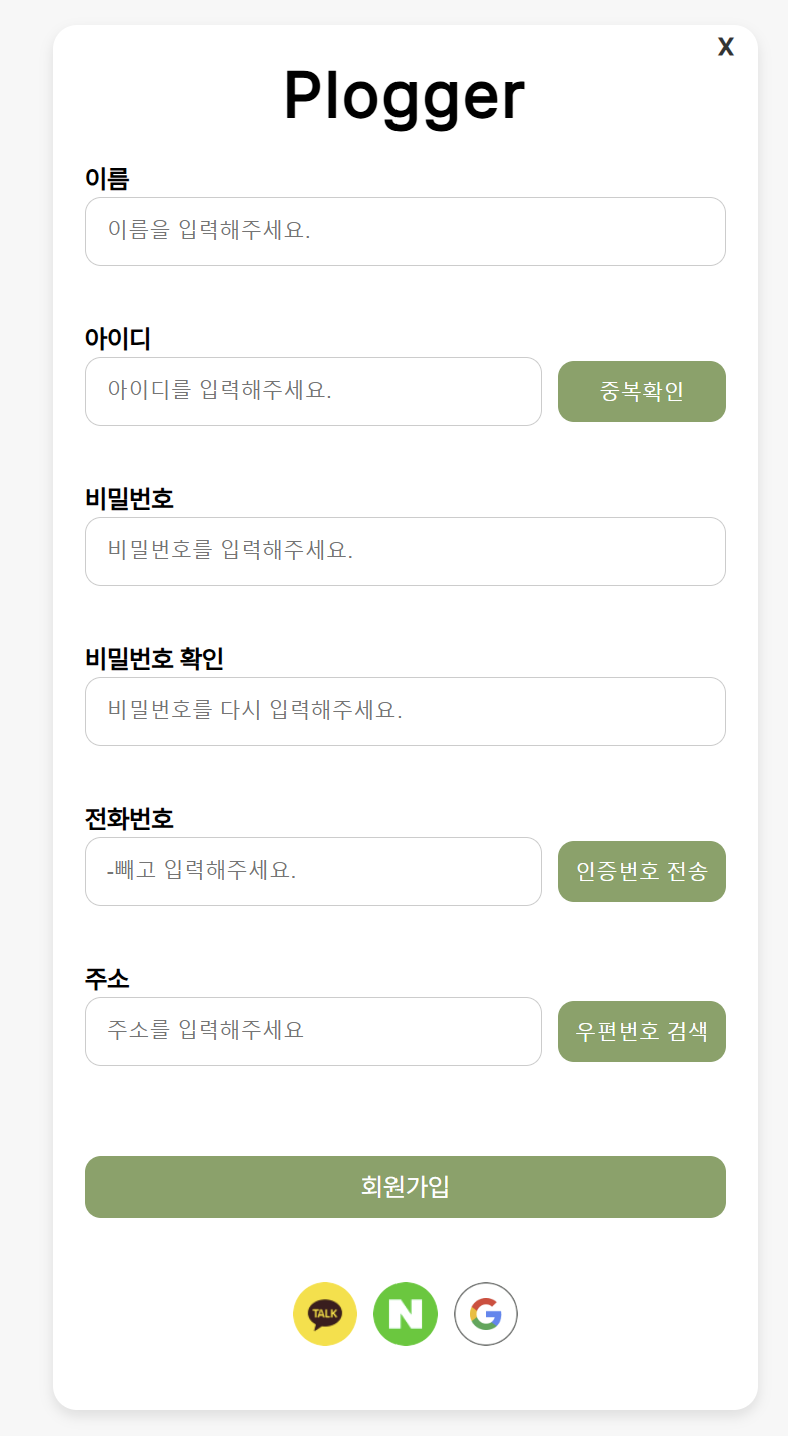 X
Plogger
이름
이름을 입력해주세요.
아이디
아이디를 입력해주세요.
중복확인
비밀번호
비밀번호를 입력해주세요.
비밀번호 확인
비밀번호를 다시 입력해주세요.
전화번호
-빼고 입력해주세요.
인증번호 전송
주소
주소를 입력해주세요
우편번호 검색
회원가입
TALK
N
G